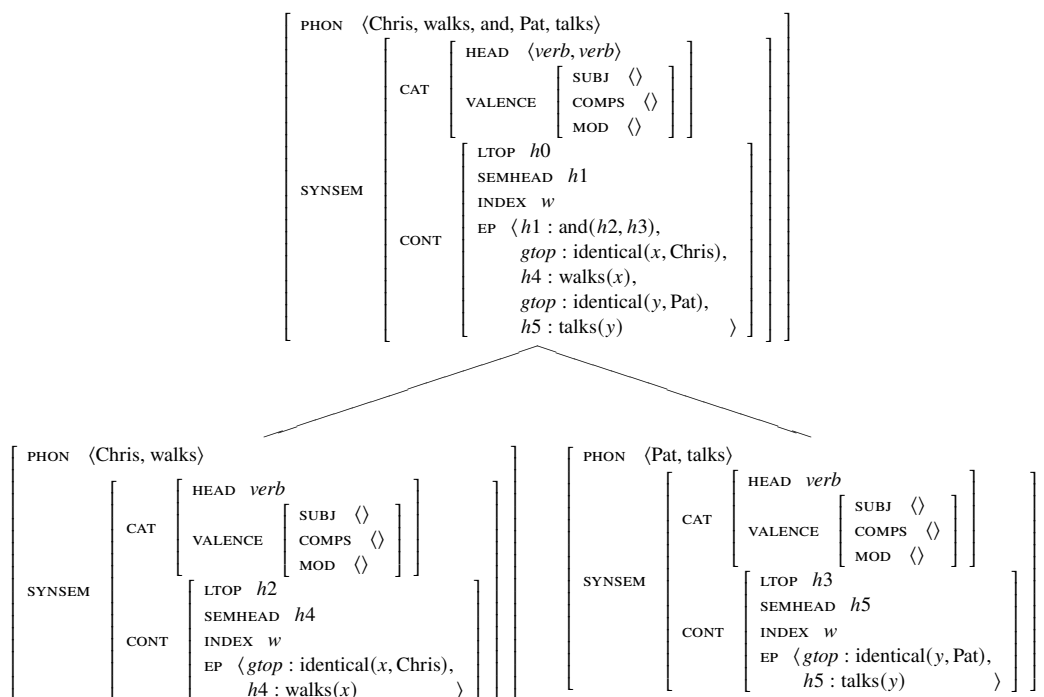 PHON ⟨Chris, walks, and, Pat, talks⟩
HEAD ⟨verb, verb⟩
SUBJ ⟨⟩
CAT
VALENCE COMPS ⟨⟩
MOD ⟨⟩
LTOP h0
SYNSEM
SEMHEAD h1
INDEX w
EP ⟨h1 : and(h2, h3),
CONT
gtop : identical(x, Chris),
h4 : walks(x),
gtop : identical(y, Pat),
h5 : talks(y) ⟩
PHON ⟨Chris, walks⟩
HEAD verb
SUBJ ⟨⟩
CAT
VALENCE COMPS ⟨⟩
MOD ⟨⟩
SYNSEM LTOP h2
SEMHEAD h4
CONT INDEX w
EP ⟨gtop : identical(x, Chris),
h4 : walks(x) ⟩
PHON ⟨Pat, talks⟩
HEAD verb
SUBJ ⟨⟩
CAT
VALENCE COMPS ⟨⟩
MOD ⟨⟩
SYNSEM
LTOP h3
SEMHEAD h5
CONT INDEX w
EP ⟨gtop : identical(y, Pat),
h5 : talks(y) ⟩